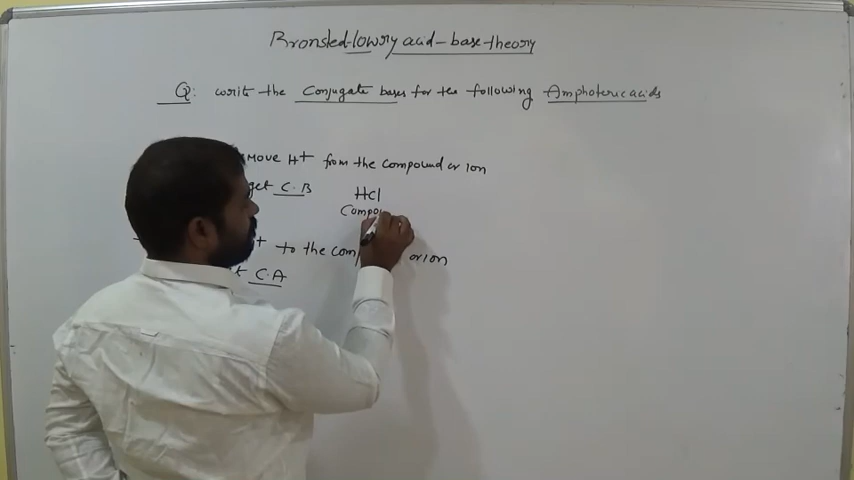 Bronsted-lowry acid-base-theory
Q: write the Conjugate bases for the following Amphoteric acids
move H+ from the compound or ion
get C.B HCl
Compo
+ to the com or ion
t C.A